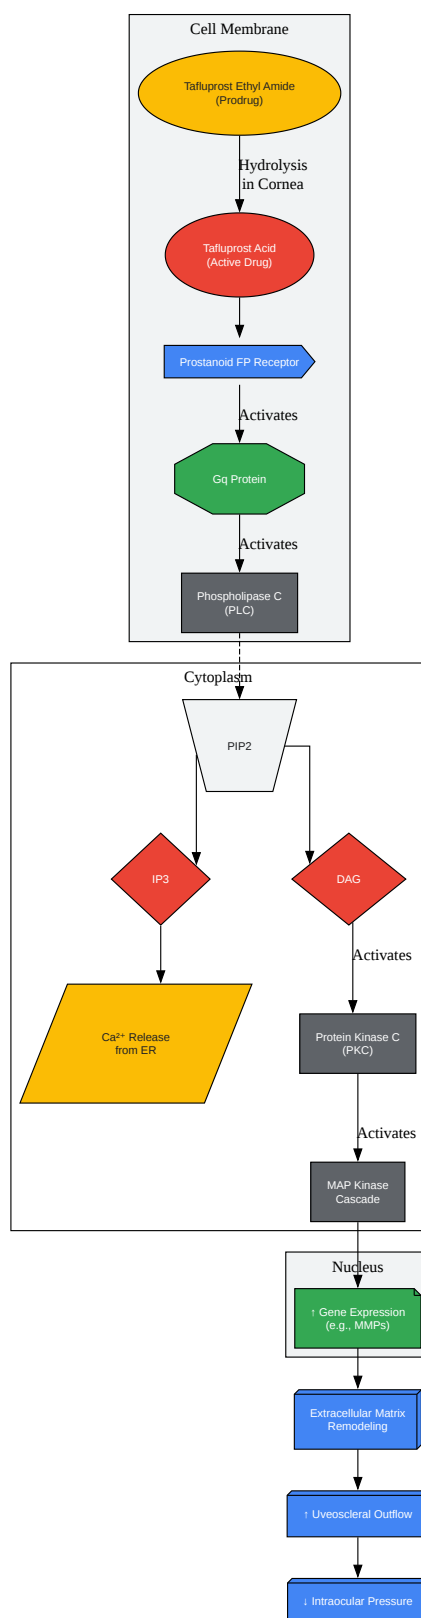 Cell Membrane
Tafluprost Ethyl Amide
(Prodrug)
Hydrolysis
in Cornea
Tafluprost Acid
(Active Drug)
Prostanoid FP Receptor
Activates
Gq Protein
Activates
Phospholipase C
(PLC)
Cytoplasm
PIP2
IP3
DAG
Activates
Ca²⁺ Release
from ER
Protein Kinase C
(PKC)
Activates
MAP Kinase
Cascade
Nucleus
↑ Gene Expression
(e.g., MMPs)
Extracellular Matrix
Remodeling
↑ Uveoscleral Outflow
↓ Intraocular Pressure